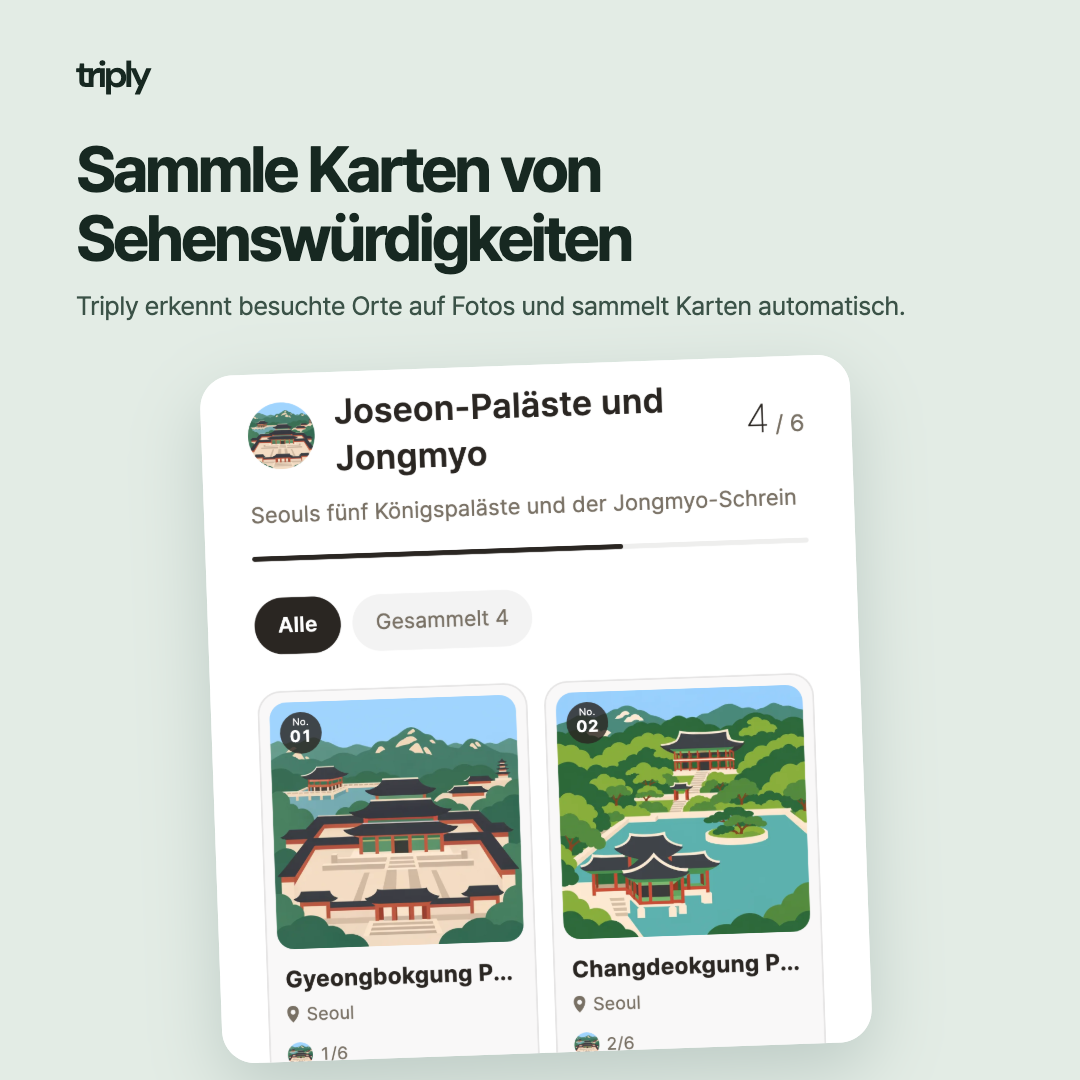 triply
Sammle Karten von
Sehenswürdigkeiten
Triply erkennt besuchte Orte auf Fotos und sammelt Karten automatisch.
Joseon-Paläste und
Jongmyo
4 / 6
Seouls fünf Königspaläste und der Jongmyo-Schrein
Alle
Gesammelt 4
No.
01
No.
02
Gyeongbokgung P...
Changdeokgung P...
Seoul
Seoul
1/6
2/6